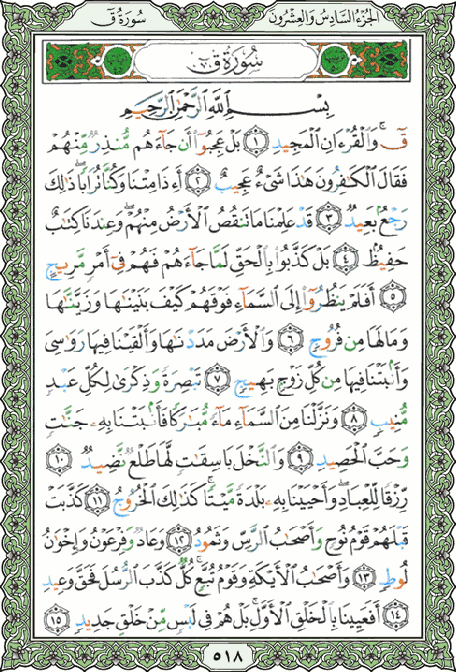 سُورَةُ قٓ
الجُزْءُ السَّادِسُ وَالعِشْرُونَ
سُورَةُ قٓ
بِسْمِ ٱللَّهِ ٱلرَّحْمَٰنِ ٱلرَّحِيمِ
قٓ ۚ وَٱلْقُرْءَانِ ٱلْمَجِيدِ ١ بَلْ عَجِبُوٓا۟ أَن جَآءَهُم مُّنذِرٌ مِّنْهُمْ
فَقَالَ ٱلْكَٰفِرُونَ هَٰذَا شَىْءٌ عَجِيبٌ ٢ أَءِذَا مِتْنَا وَكُنَّا تُرَابًا ۖ ذَٰلِكَ
رَجْعٌۢ بَعِيدٌ ٣ قَدْ عَلِمْنَا مَا تَنقُصُ ٱلْأَرْضُ مِنْهُمْ ۖ وَعِندَنَا كِتَٰبٌ
حَفِيظٌۢ ٤ بَلْ كَذَّبُوا۟ بِٱلْحَقِّ لَمَّا جَآءَهُمْ فَهُمْ فِىٓ أَمْرٍ مَّرِيجٍ
٥ أَفَلَمْ يَنظُرُوٓا۟ إِلَى ٱلسَّمَآءِ فَوْقَهُمْ كَيْفَ بَنَيْنَٰهَا وَزَيَّنَّٰهَا
وَمَا لَهَا مِن فُرُوجٍ ٦ وَٱلْأَرْضَ مَدَدْنَٰهَا وَأَلْقَيْنَا فِيهَا رَوَٰسِىَ
وَأَنۢبَتْنَا فِيهَا مِن كُلِّ زَوْجٍۭ بَهِيجٍ ٧ تَبْصِرَةً وَذِكْرَىٰ لِكُلِّ عَبْدٍ
مُّنِيبٍ ٨ وَنَزَّلْنَا مِنَ ٱلسَّمَآءِ مَآءً مُّبَٰرَكًا فَأَنۢبَتْنَا بِهِۦ جَنَّٰتٍ
وَحَبَّ ٱلْحَصِيدِ ٩ وَٱلنَّخْلَ بَاسِقَٰتٍ لَّهَا طَلْعٌ نَّضِيدٌ ١٠
رِّزْقًا لِّلْعِبَادِ ۖ وَأَحْيَيْنَا بِهِۦ بَلْدَةً مَّيْتًا ۚ كَذَٰلِكَ ٱلْخُرُوجُ ١١ كَذَّبَتْ
قَبْلَهُمْ قَوْمُ نُوحٍ وَأَصْحَٰبُ ٱلرَّسِّ وَثَمُودُ ١٢ وَعَادٌ وَفِرْعَوْنُ وَإِخْوَٰنُ
لُوطٍ ١٣ وَأَصْحَٰبُ ٱلْأَيْكَةِ وَقَوْمُ تُبَّعٍ ۚ كُلٌّ كَذَّبَ ٱلرُّسُلَ فَحَقَّ وَعِيدِ
١٤ أَفَعَيِينَا بِٱلْخَلْقِ ٱلْأَوَّلِ ۚ بَلْ هُمْ فِى لَبْسٍ مِّنْ خَلْقٍ جَدِيدٍ ١٥
٥١٨